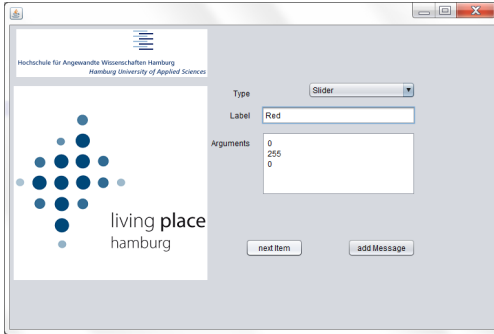 Hochschule für Angewandte Wissenschaften Hamburg
Hamburg University of Applied Sciences
Type
Slider
Label
Red
Arguments
0
255
0
living place
hamburg
next Item
add Message